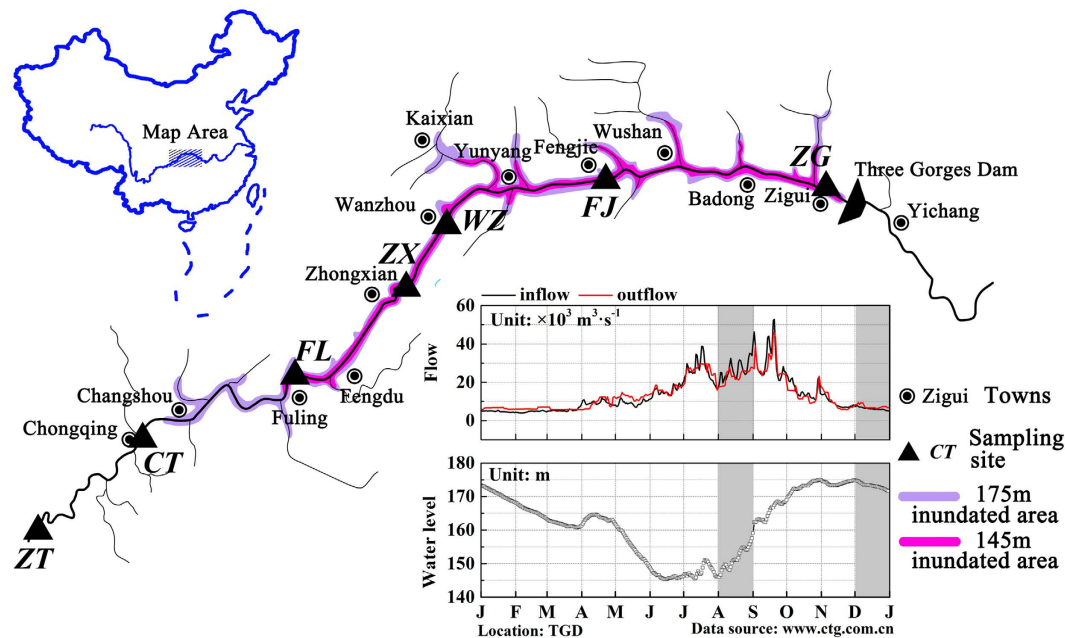 Map Area
Kaixian
Yunyang
Fengjie
Wushan
ZG
Three Gorges Dam
Wanzhou
WZ
FJ
Badong
Zigui
Yichang
ZX
Zhongxian
FL
Changshou
Fuling
Fengdu
Chongqing
CT
ZT
inflow outflow
Unit: ×10³ m³·s⁻¹
Flow
60
40
20
0
J F M A M J J A S O N D J
Unit: m
Water level
180
170
160
150
140
J F M A M J J A S O N D J
Location: TGD Data source: www.ctg.com.cn
Zigui Towns
CT Sampling
site
175m
inundated area
145m
inundated area